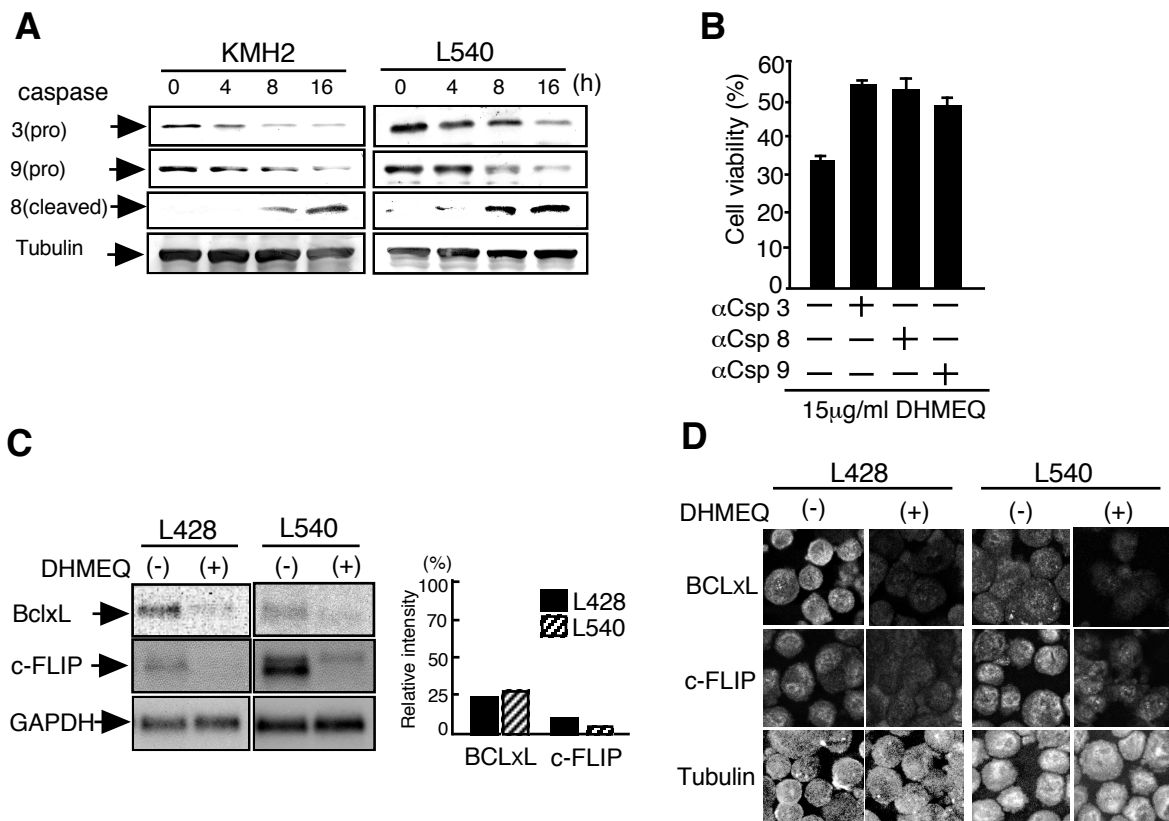 A
KMH2 L540
caspase 0 4 8 16 0 4 8 16 (h)
3(pro)
9(pro)
8(cleaved)
Tubulin
B
Cell viability (%)
60
50
40
30
20
10
0
αCsp 3 — + — —
αCsp 8 — — + —
αCsp 9 — — — +
15μg/ml DHMEQ
C
L428 L540
DHMEQ (-) (+) (-) (+)
BclxL
c-FLIP
GAPDH
(%)
Relative intensity
100
70
50
25
0
L428
L540
BCLxL c-FLIP
D
L428 L540
DHMEQ (-) (+) (-) (+)
BCLxL
c-FLIP
Tubulin